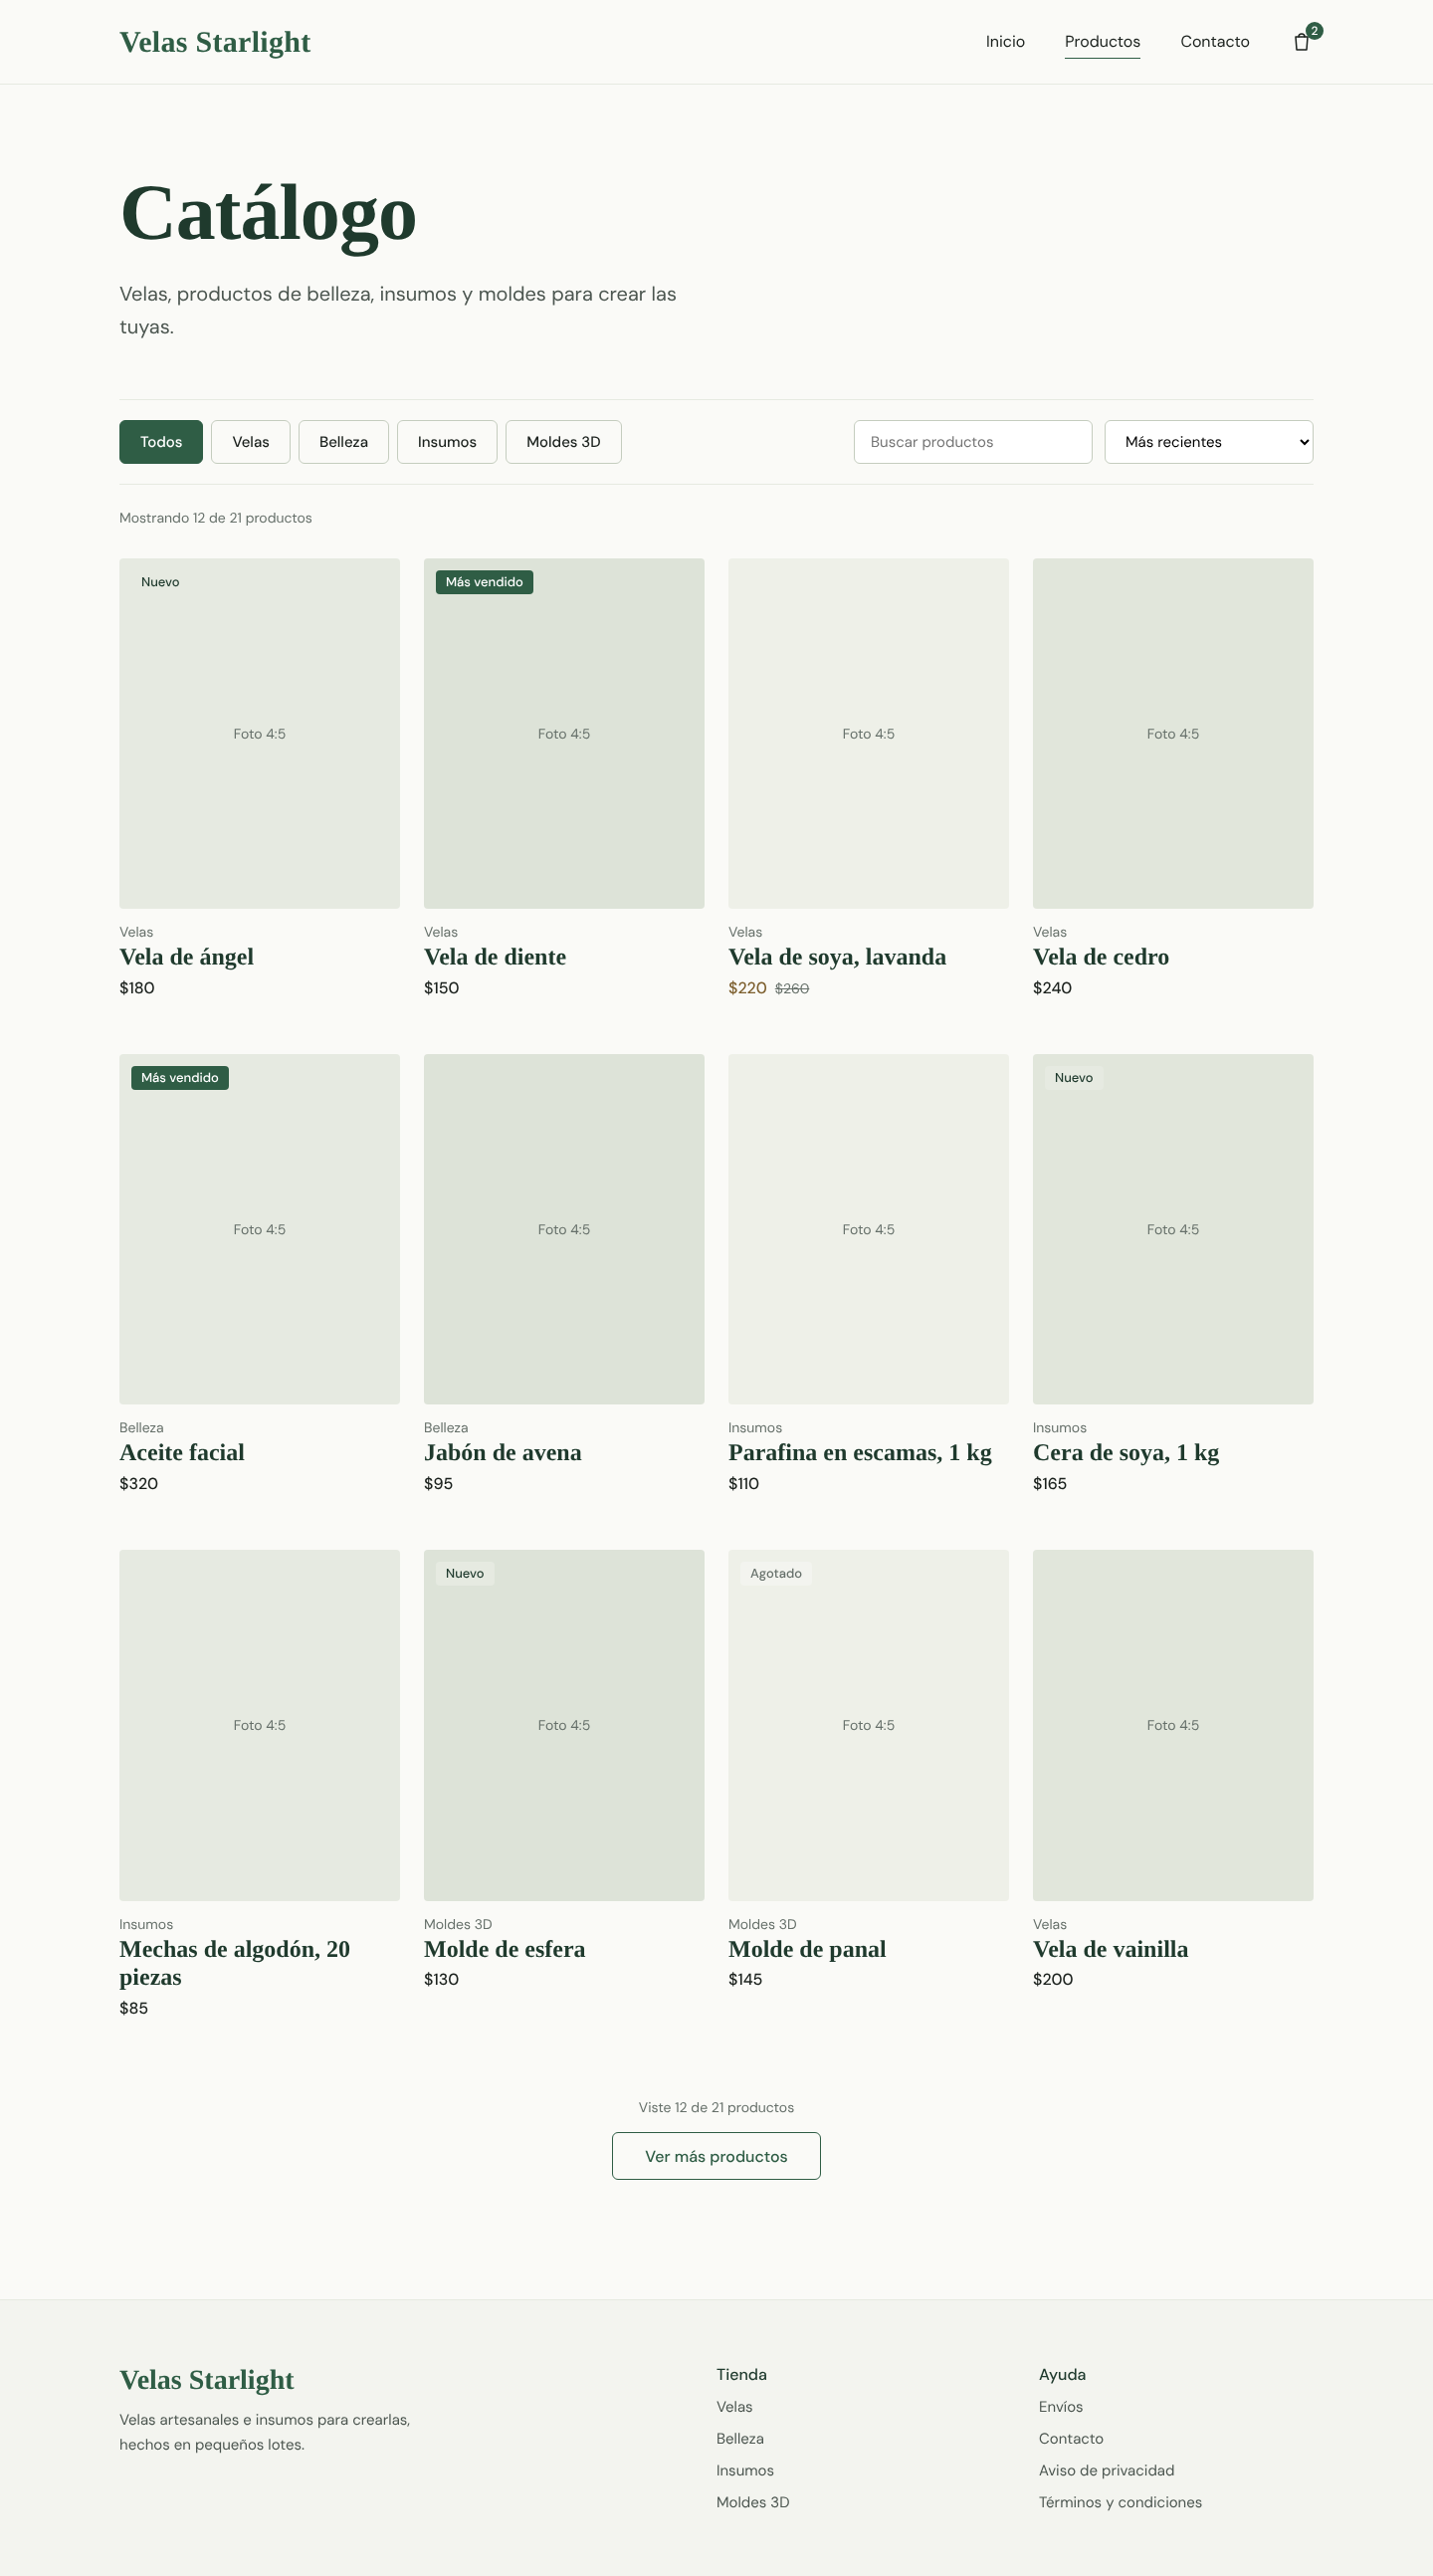 Velas Starlight
Inicio
Productos
Contacto
2
Catálogo
Velas, productos de belleza, insumos y moldes para crear las
tuyas.
Todos
Velas
Belleza
Insumos
Moldes 3D
Buscar productos
Más recientes
Mostrando 12 de 21 productos
Nuevo
Foto 4:5
Velas
Vela de ángel
$180
Más vendido
Foto 4:5
Velas
Vela de diente
$150
Foto 4:5
Velas
Vela de soya, lavanda
$220 $260
Foto 4:5
Velas
Vela de cedro
$240
Más vendido
Foto 4:5
Belleza
Aceite facial
$320
Foto 4:5
Belleza
Jabón de avena
$95
Foto 4:5
Insumos
Parafina en escamas, 1 kg
$110
Nuevo
Foto 4:5
Insumos
Cera de soya, 1 kg
$165
Foto 4:5
Insumos
Mechas de algodón, 20
piezas
$85
Nuevo
Foto 4:5
Moldes 3D
Molde de esfera
$130
Agotado
Foto 4:5
Moldes 3D
Molde de panal
$145
Foto 4:5
Velas
Vela de vainilla
$200
Viste 12 de 21 productos
Ver más productos
Velas Starlight
Velas artesanales e insumos para crearlas,
hechos en pequeños lotes.
Tienda
Velas
Belleza
Insumos
Moldes 3D
Ayuda
Envíos
Contacto
Aviso de privacidad
Términos y condiciones